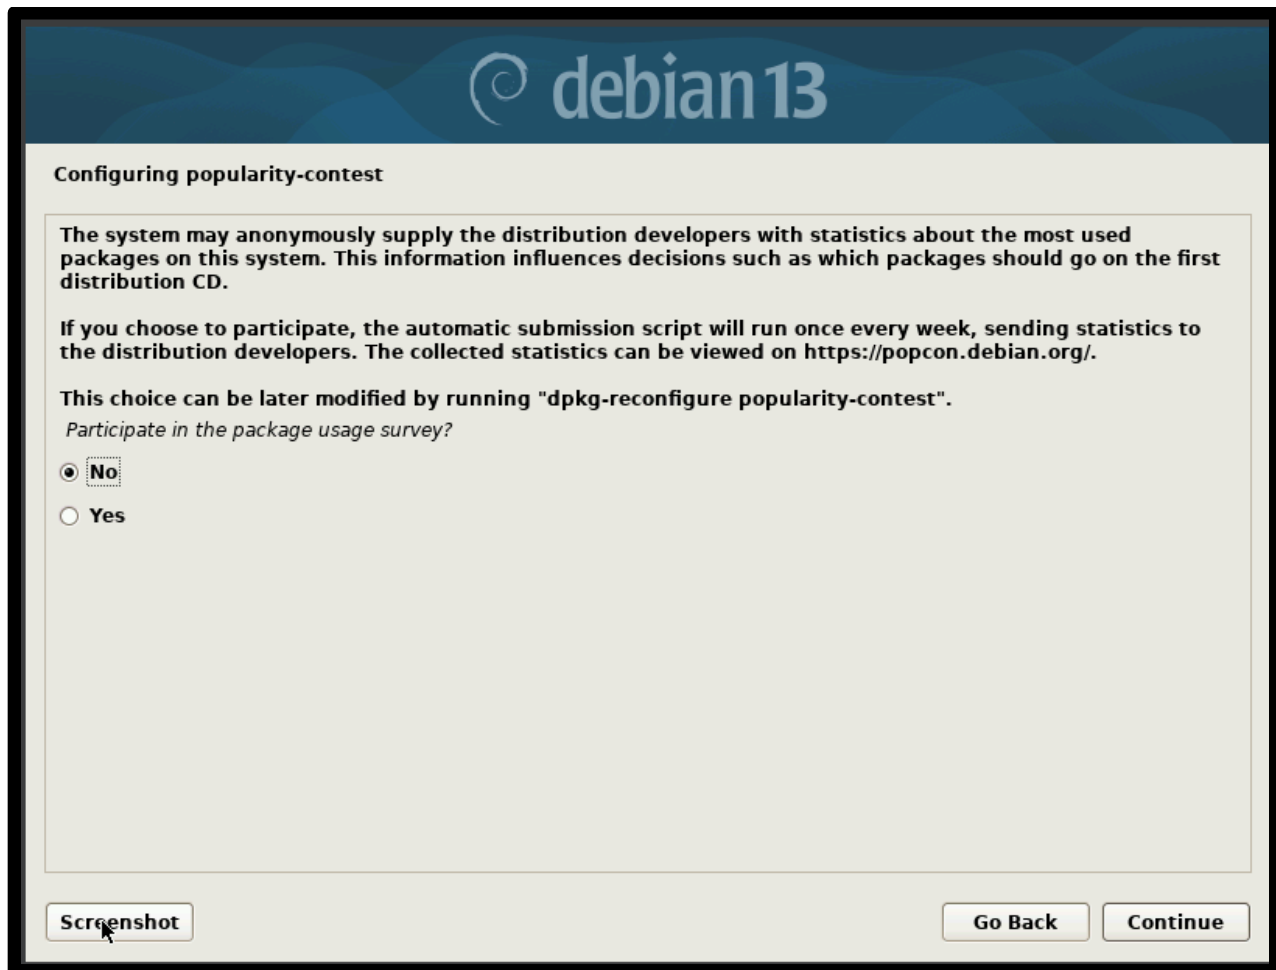 debian 13
Configuring popularity-contest
The system may anonymously supply the distribution developers with statistics about the most used
packages on this system. This information influences decisions such as which packages should go on the first
distribution CD.
If you choose to participate, the automatic submission script will run once every week, sending statistics to
the distribution developers. The collected statistics can be viewed on https://popcon.debian.org/.
This choice can be later modified by running "dpkg-reconfigure popularity-contest".
Participate in the package usage survey?
No
Yes
Screenshot
Go Back
Continue